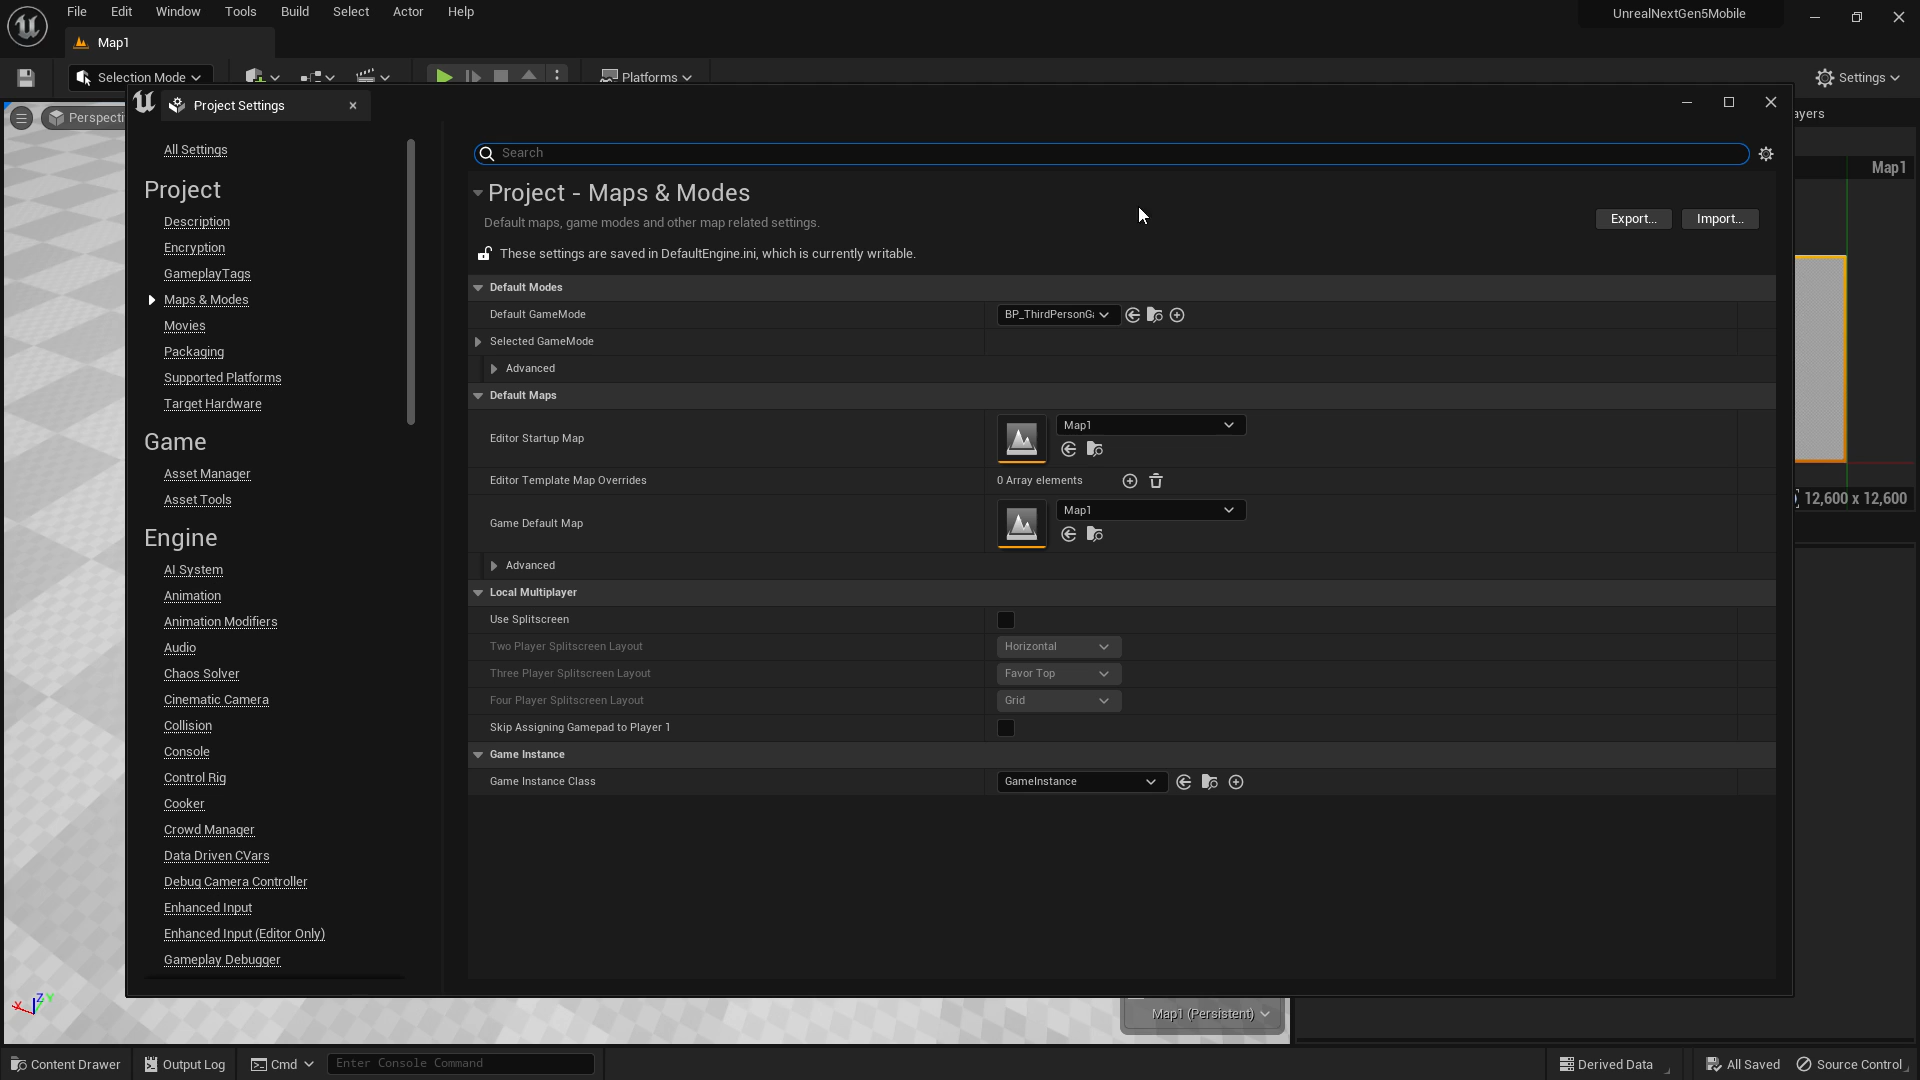 File Edit Window Tools Build Select Actor Help
UnrealNextGen5Mobile
Map1
Selection Mode
Platforms
Settings
Project Settings
ayers
Perspecti
All Settings
Search
Map1
Project
Description
Encryption
GameplayTags
Maps & Modes
Movies
Packaging
Supported Platforms
Target Hardware
Game
Asset Manager
Asset Tools
Engine
AI System
Animation
Animation Modifiers
Audio
Chaos Solver
Cinematic Camera
Collision
Console
Control Rig
Cooker
Crowd Manager
Data Driven CVars
Debug Camera Controller
Enhanced Input
Enhanced Input (Editor Only)
Gameplay Debugger
Project - Maps & Modes
Default maps, game modes and other map related settings.
Export... Import...
These settings are saved in DefaultEngine.ini, which is currently writable.
Default Modes
Default GameMode BP_ThirdPersonGa
Selected GameMode
Advanced
Default Maps
Editor Startup Map Map1
Editor Template Map Overrides 0 Array elements
Game Default Map Map1
Advanced
Local Multiplayer
Use Splitscreen
Two Player Splitscreen Layout Horizontal
Three Player Splitscreen Layout Favor Top
Four Player Splitscreen Layout Grid
Skip Assigning Gamepad to Player 1
Game Instance
Game Instance Class GameInstance
12,600 x 12,600
X Z Y
Map1 (Persistent)
Content Drawer Output Log Cmd Enter Console Command Derived Data All Saved Source Control